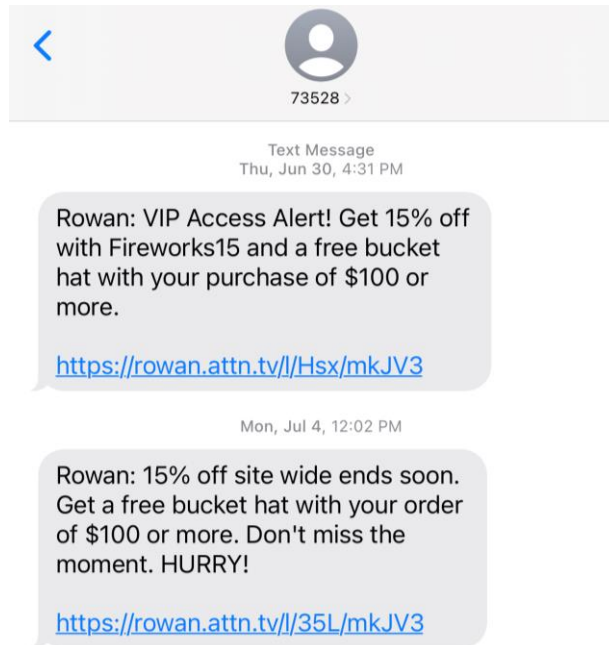 73528
Text Message
Thu, Jun 30, 4:31 PM
Rowan: VIP Access Alert! Get 15% off
with Fireworks15 and a free bucket
hat with your purchase of $100 or
more.
https://rowan.attn.tv/l/Hsx/mkJV3
Mon, Jul 4, 12:02 PM
Rowan: 15% off site wide ends soon.
Get a free bucket hat with your order
of $100 or more. Don't miss the
moment. HURRY!
https://rowan.attn.tv/l/35L/mkJV3